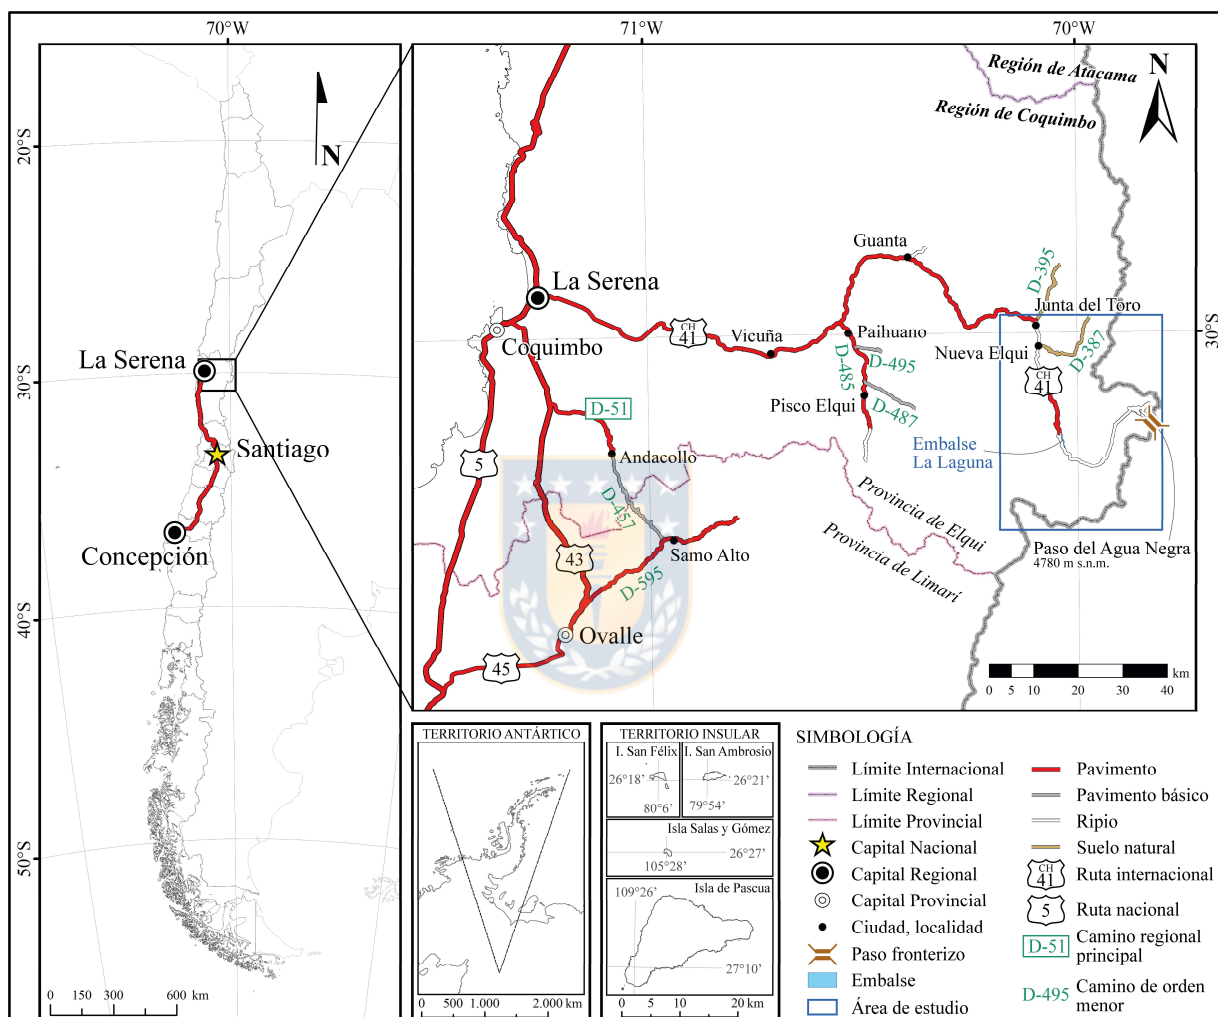 70°W
20°S
30°S
40°S
50°S
N
La Serena
Santiago
Concepción
0 150 300 600 km
71°W
70°W
30°S
Región de Atacama
Región de Coquimbo
N
Guanta
D-395
La Serena
Junta del Toro
CH
41
Vicuña
Paihuano
Coquimbo
Nueva Elqui
D-387
D-485
D-495
CH
41
Pisco Elqui
D-487
D-51
Embalse
La Laguna
Andacollo
5
D-457
Provincia de Elqui
Provincia de Limarí
Paso del Agua Negra
4780 m s.n.m.
Samo Alto
43
D-595
Ovalle
45
km
0 5 10 20 30 40
TERRITORIO ANTÁRTICO
0 500 1.000 2.000 km
TERRITORIO INSULAR
I. San Félix
26°18'
80°6'
I. San Ambrosio
26°21'
79°54'
Isla Salas y Gómez
26°27'
105°28'
Isla de Pascua
109°26'
27°10'
0 5 10 20 km
SIMBOLOGÍA
Límite Internacional
Límite Regional
Límite Provincial
Capital Nacional
Capital Regional
Capital Provincial
Ciudad, localidad
Paso fronterizo
Embalse
Área de estudio
Pavimento
Pavimento básico
Ripio
Suelo natural
CH
41
Ruta internacional
5
Ruta nacional
D-51
Camino regional
principal
D-495
Camino de orden
menor